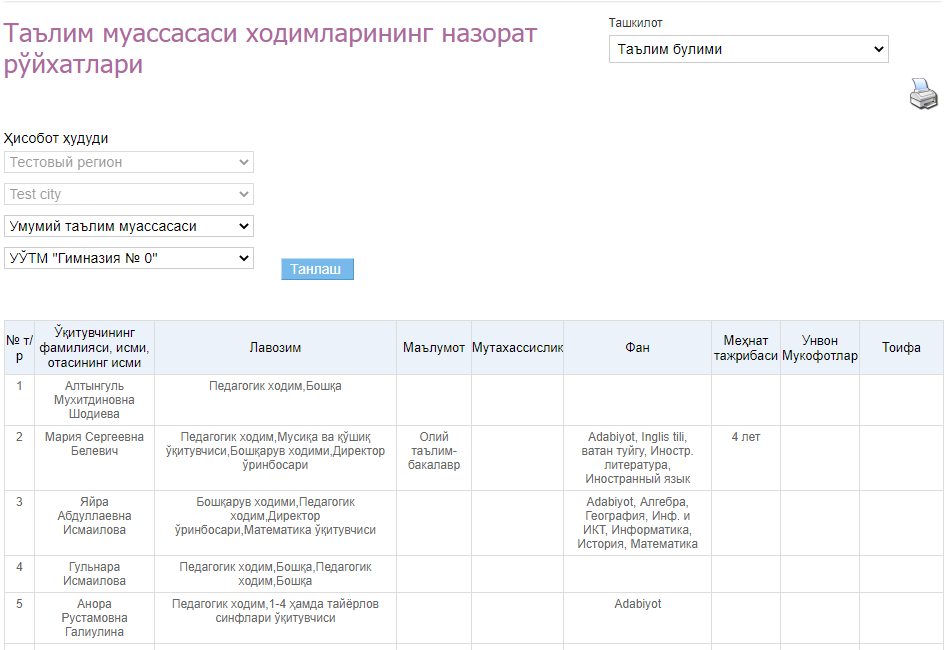 Таълим муассасаси ходимларининг назорат
рўйхатлари
Ташкилот
Таълим булими
Ҳисобот ҳудуди
Тестовый регион
Test city
Умумий таълим муассасаси
УЎТМ "Гимназия № 0"
Танлаш
№ т/
р
Ўқитувчининг
фамилияси, исми,
отасининг исми
Лавозим
Маълумот
Мутахассислик
Фан
Меҳнат
тажрибаси
Унвон
Мукофотлар
Тоифа
1
Алтынгуль
Мухитдиновна
Шодиева
Педагогик ходим,Бошқа
2
Мария Сергеевна
Белевич
Педагогик ходим,Мусиқа ва қўшиқ
ўқитувчиси,Бошқарув ходими,Директор
ўринбосари
Олий
таълим-
бакалавр
Adabiyot, Inglis tili,
ватан туйгу, Иностр.
литература,
Иностранный язык
4 лет
3
Яйра
Абдуллаевна
Исмаилова
Бошқарув ходими,Педагогик
ходим,Директор
ўринбосари,Математика ўқитувчиси
Adabiyot, Алгебра,
География, Инф. и
ИКТ, Информатика,
История, Математика
4
Гульнара
Исмаилова
Педагогик ходим,Бошқа,Педагогик
ходим,Бошқа
5
Анора
Рустамовна
Галиулина
Педагогик ходим,1-4 ҳамда тайёрлов
синфлари ўқитувчиси
Adabiyot